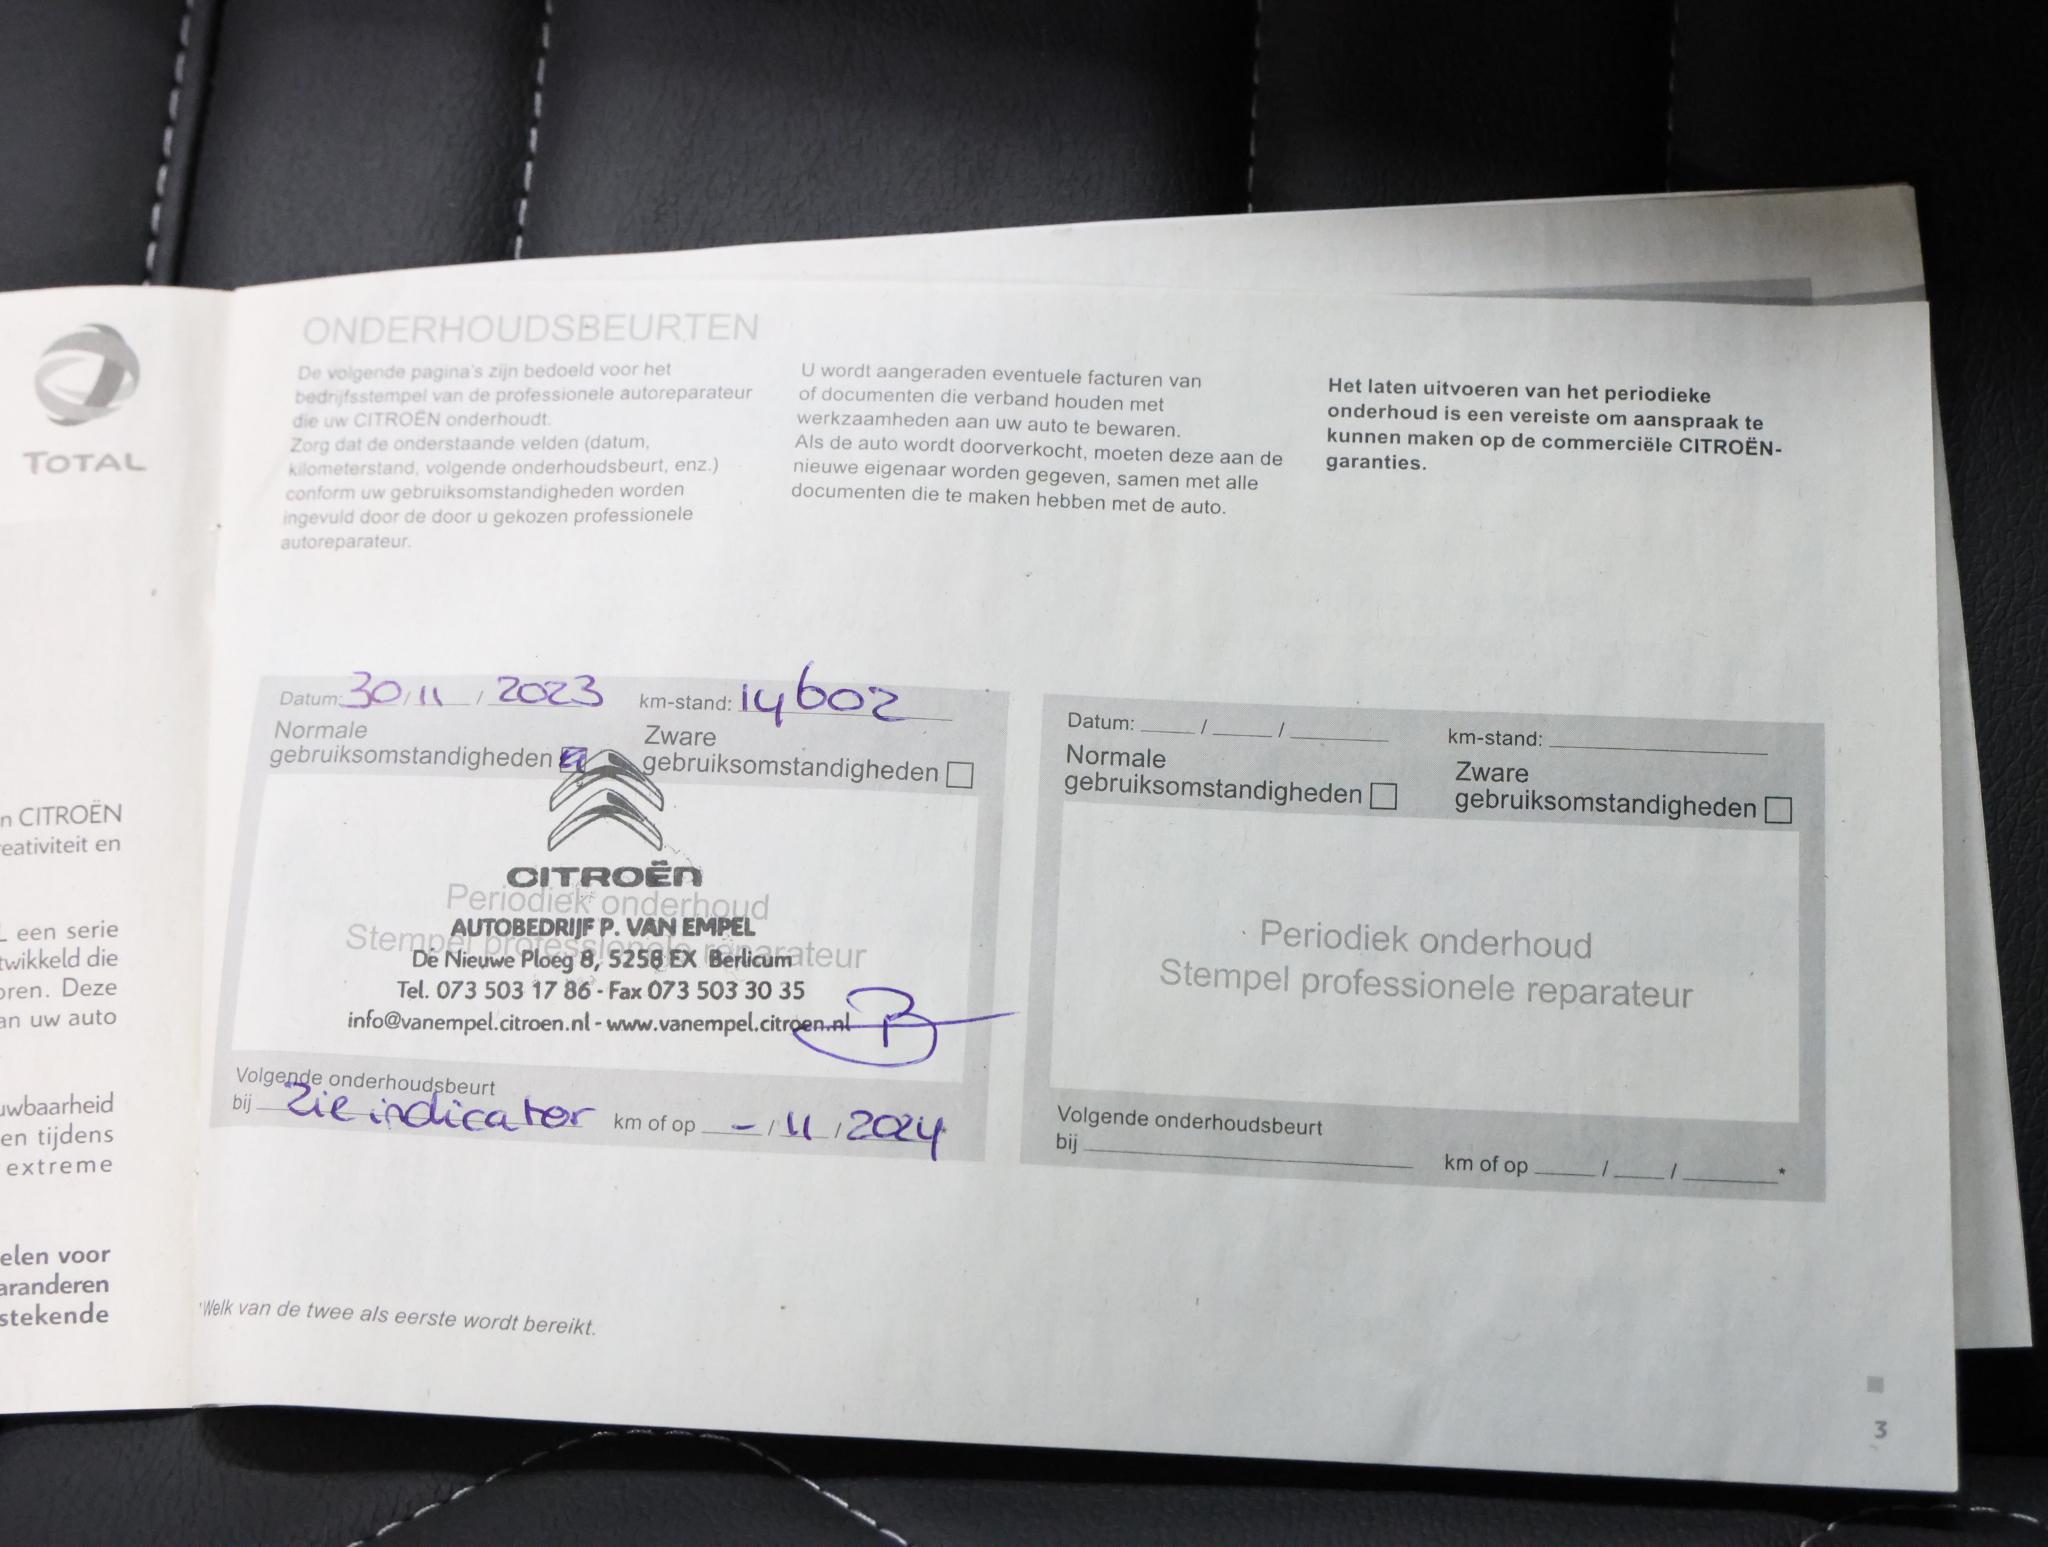 TOTAL
n CITROËN
eativiteit en
een serie
twikkeld die
oren. Deze
an uw auto
uwbaarheid
en tijdens
extreme
elen voor
aranderen
stekende
ONDERHOUDSBEURTEN
De volgende pagina's zijn bedoeld voor het
bedrijfsstempel van de professionele autoreparateur
die uw CITROËN onderhoudt.
Zorg dat de onderstaande velden (datum,
kilometerstand, volgende onderhoudsbeurt, enz.)
conform uw gebruiksomstandigheden worden
ingevuld door de door u gekozen professionele
autoreparateur.
U wordt aangeraden eventuele facturen van
of documenten die verband houden met
werkzaamheden aan uw auto te bewaren.
Als de auto wordt doorverkocht, moeten deze aan de
nieuwe eigenaar worden gegeven, samen met alle
documenten die te maken hebben met de auto.
Het laten uitvoeren van het periodieke
onderhoud is een vereiste om aanspraak te
kunnen maken op de commerciële CITROËN-
garanties.
Datum: 30/11/2023 km-stand: 14602
Normale
gebruiksomstandigheden
Zware
gebruiksomstandigheden
CITROËN
Periodiek onderhoud
AUTOBEDRIJF P. VAN EMPEL
Stempel professionele reparateur
De Nieuwe Ploeg 8, 5258 EX Berlicum
Tel. 073 503 17 86 - Fax 073 503 30 35
info@vanempel.citroen.nl - www.vanempel.citroen.nl
Volgende onderhoudsbeurt
bij Zie indicator km of op -/11/2024
Datum: ___/___/___ km-stand: ___
Normale
gebruiksomstandigheden
Zware
gebruiksomstandigheden
Periodiek onderhoud
Stempel professionele reparateur
Volgende onderhoudsbeurt
bij ___ km of op ___/___/___*
*Welk van de twee als eerste wordt bereikt.
3